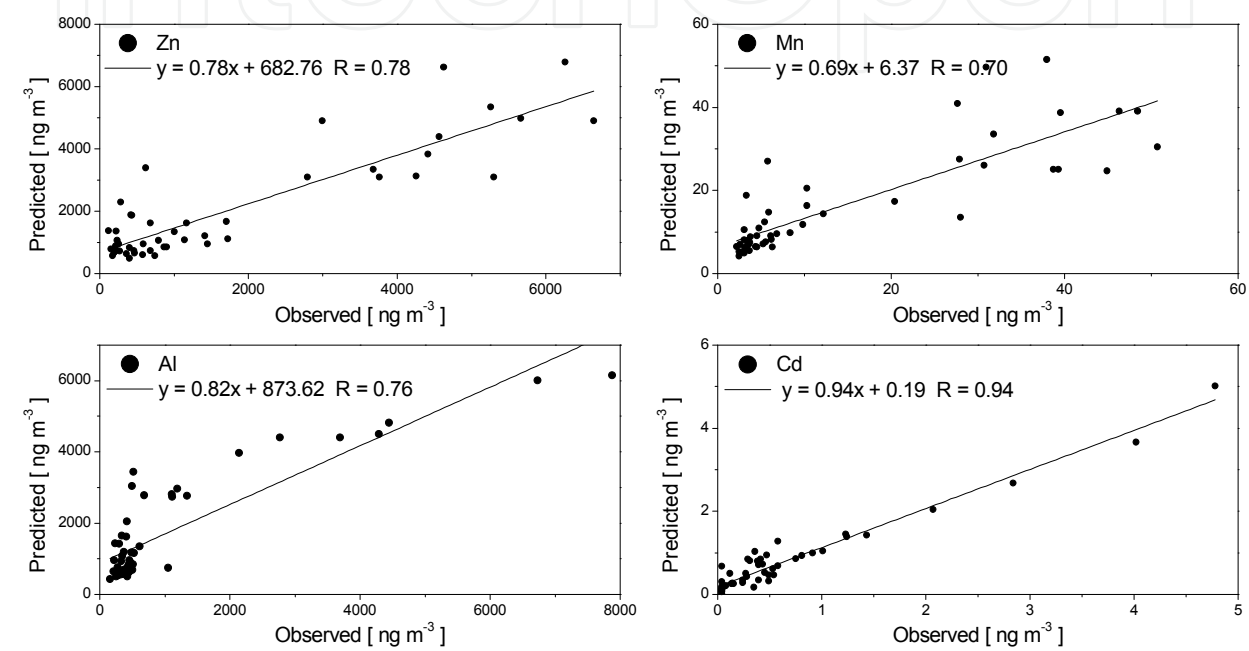 intechopen
Zn
y = 0.78x + 682.76 R = 0.78
8000
6000
4000
2000
0
0 2000 4000 6000
Predicted [ ng m-3 ]
Observed [ ng m-3 ]
Mn
y = 0.69x + 6.37 R = 0.70
60
40
20
0
0 20 40 60
Predicted [ ng m-3 ]
Observed [ ng m-3 ]
Al
y = 0.82x + 873.62 R = 0.76
6000
4000
2000
0
0 2000 4000 6000 8000
Predicted [ ng m-3 ]
Observed [ ng m-3 ]
Cd
y = 0.94x + 0.19 R = 0.94
6
4
2
0
0 1 2 3 4 5
Predicted [ ng m-3 ]
Observed [ ng m-3 ]